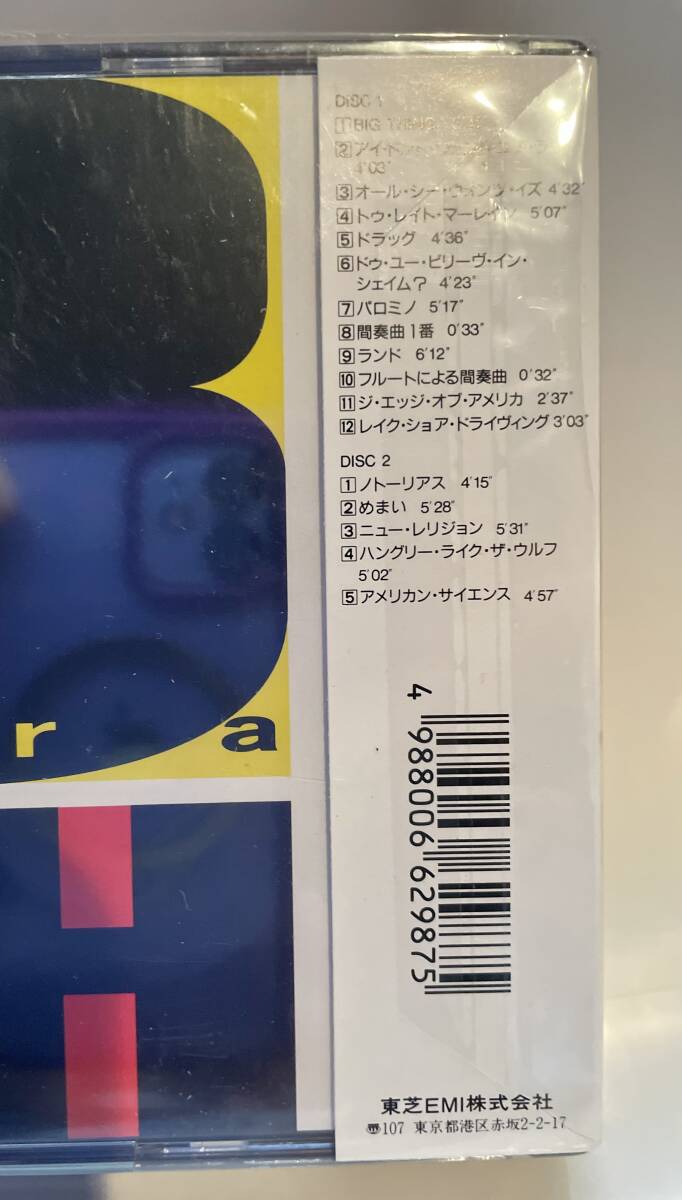 DISC 1
1 BIG THING
2 アイ・ド
4'03"
3 オール・シー・ウォンツ・イズ 4'32"
4 トゥ・レイト・マーレイン 5'07"
5 ドラッグ 4'36"
6 ドゥ・ユー・ビリーヴ・イン・
シェイム? 4'23"
7 パロミノ 5'17"
8 間奏曲1番 0'33"
9 ランド 6'12"
10 フルートによる間奏曲 0'32"
11 ジ・エッジ・オブ・アメリカ 2'37"
12 レイク・ショア・ドライヴィング 3'03"
DISC 2
1 ノトーリアス 4'15"
2 めまい 5'28"
3 ニュー・レリジョン 5'31"
4 ハングリー・ライク・ザ・ウルフ
5'02"
5 アメリカン・サイエンス 4'57"
r a
4 988006 629875
東芝EMI株式会社
〠107 東京都港区赤坂2-2-17